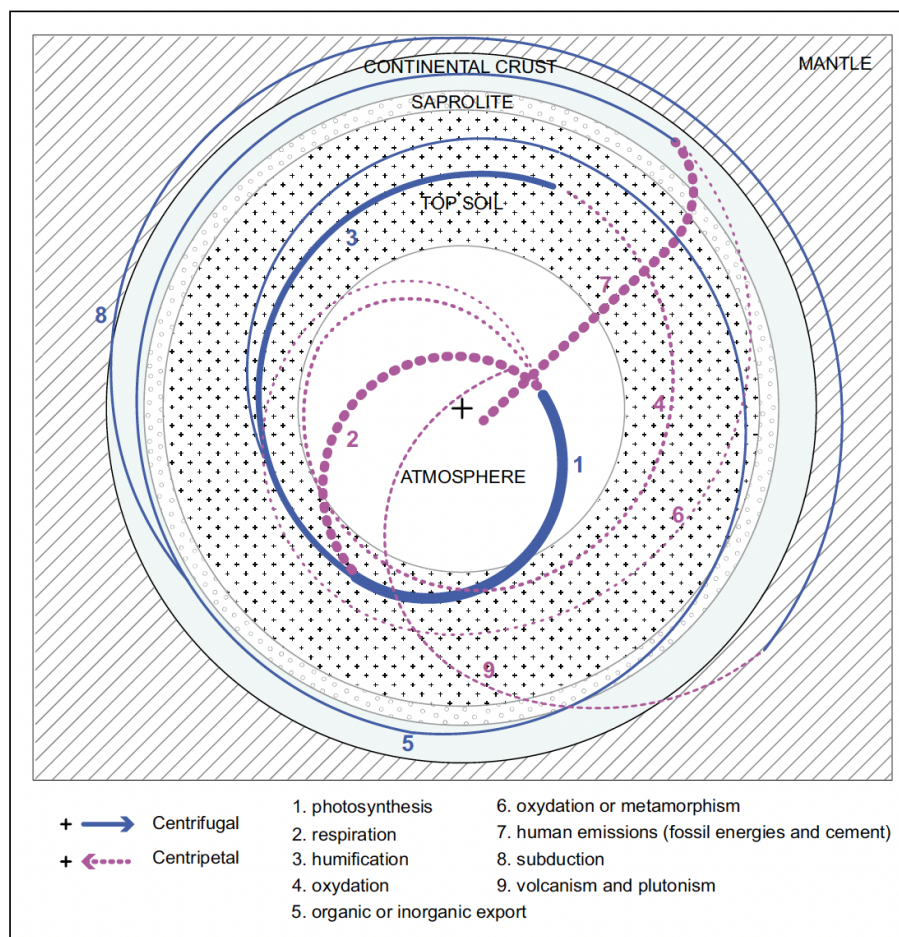 CONTINENTAL CRUST
MANTLE
SAPROLITE
TOP SOIL
3
7
8
4
2
ATMOSPHERE
1
6
9
5
+ Centrifugal
+ Centripetal
1. photosynthesis
2. respiration
3. humification
4. oxydation
5. organic or inorganic export
6. oxydation or metamorphism
7. human emissions (fossil energies and cement)
8. subduction
9. volcanism and plutonism